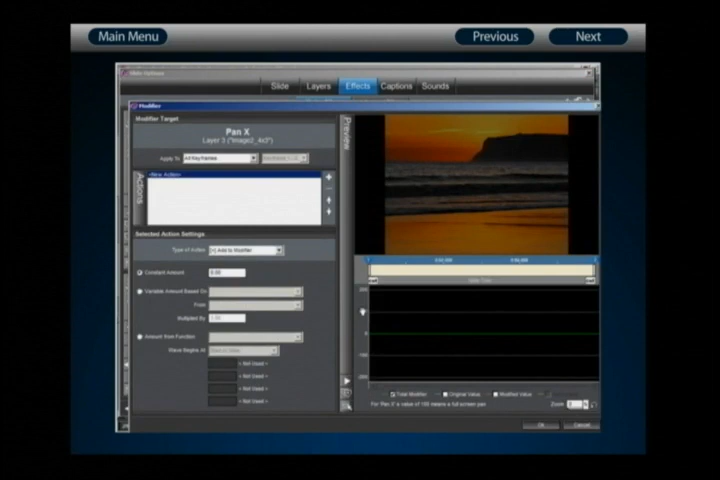 Main Menu
Previous
Next
Slide Options
Slide
Layers
Effects
Captions
Sounds
Modifier
Modifier Target
Pan X
Layer 3 ("Image2_4x3")
Apply To
All Keyframes
Actions
<New Action>
Preview
Selected Action Settings
Type of Action
[+] Add to Modifier
Constant Amount
0.00
Variable Amount Based On
From
Multiplied By
1.00
Amount from Function
Wave Begins At
< Not Used >
< Not Used >
< Not Used >
< Not Used >
Total Modifier
Original Value
Modified Value
For 'Pan X' a value of 100 means a full screen pan
Zoom
Ok
Cancel